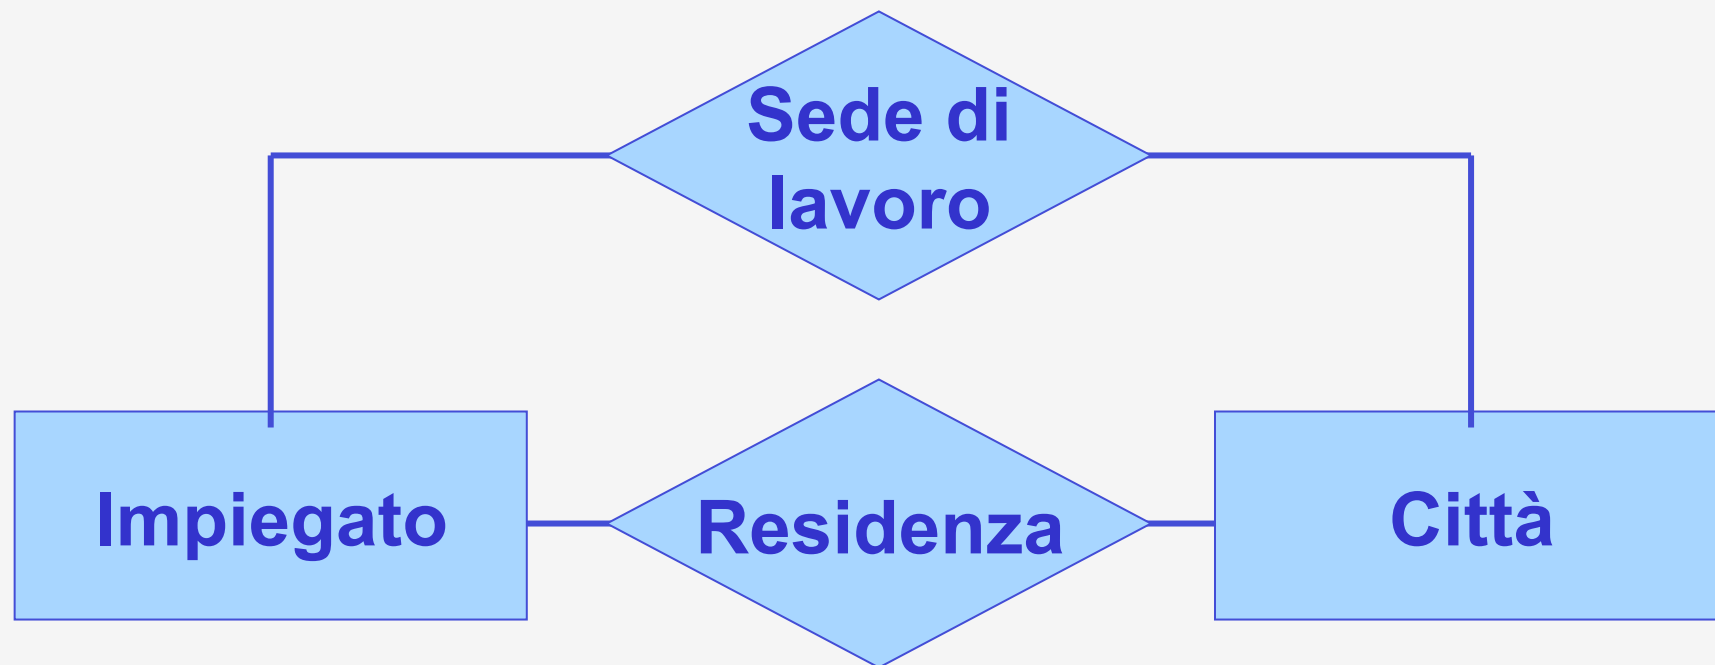 Sede di
lavoro
Impiegato
Residenza
Città